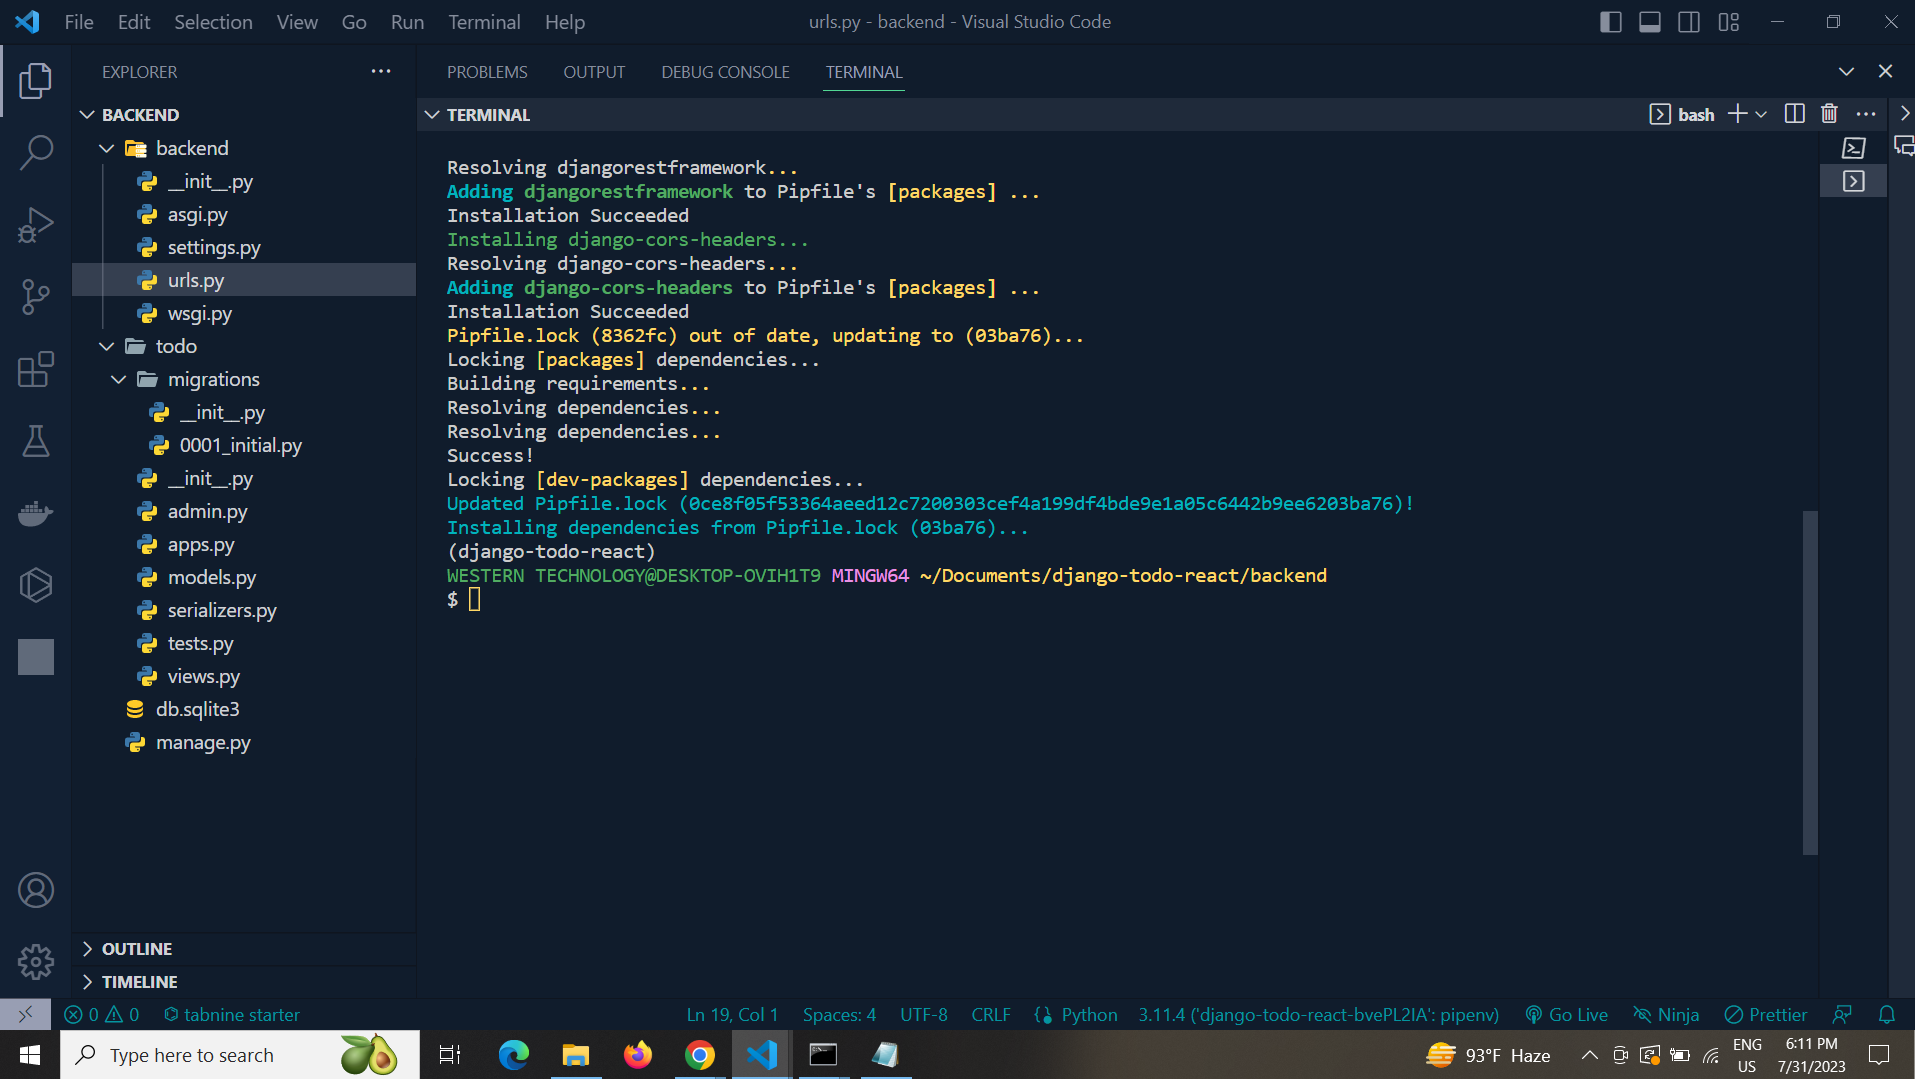 File Edit Selection View Go Run Terminal Help
urls.py - backend - Visual Studio Code
EXPLORER
BACKEND
backend
__init__.py
asgi.py
settings.py
urls.py
wsgi.py
todo
migrations
__init__.py
0001_initial.py
__init__.py
admin.py
apps.py
models.py
serializers.py
tests.py
views.py
db.sqlite3
manage.py
OUTLINE
TIMELINE
PROBLEMS OUTPUT DEBUG CONSOLE TERMINAL
TERMINAL
bash
Resolving djangorestframework...
Adding djangorestframework to Pipfile's [packages] ...
Installation Succeeded
Installing django-cors-headers...
Resolving django-cors-headers...
Adding django-cors-headers to Pipfile's [packages] ...
Installation Succeeded
Pipfile.lock (8362fc) out of date, updating to (03ba76)...
Locking [packages] dependencies...
Building requirements...
Resolving dependencies...
Resolving dependencies...
Success!
Locking [dev-packages] dependencies...
Updated Pipfile.lock (0ce8f05f53364aeed12c7200303cef4a199df4bde9e1a05c6442b9ee6203ba76)!
Installing dependencies from Pipfile.lock (03ba76)...
(django-todo-react)
WESTERN TECHNOLOGY@DESKTOP-OVIH1T9 MINGW64 ~/Documents/django-todo-react/backend
$
0 0 tabnine starter
Ln 19, Col 1 Spaces: 4 UTF-8 CRLF Python 3.11.4 ('django-todo-react-bvePL2IA': pipenv) Go Live Ninja Prettier
Type here to search
93°F Haze
ENG
US
6:11 PM
7/31/2023